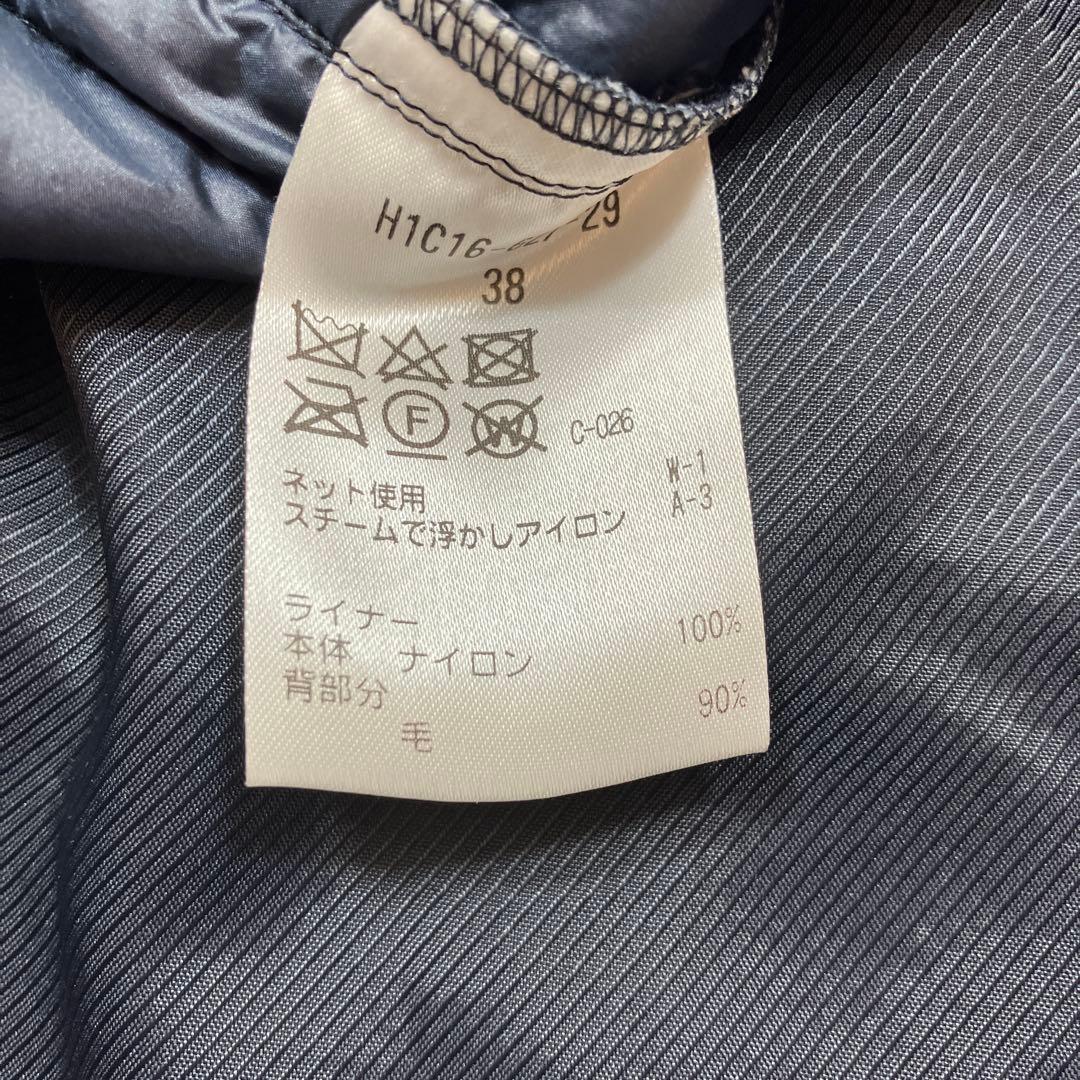 H1C16-
-29
38
F W C-026
ネット使用 W-1
スチームで浮かしアイロン A-3
ライナー
本体 ナイロン 100%
背部分
毛 90%